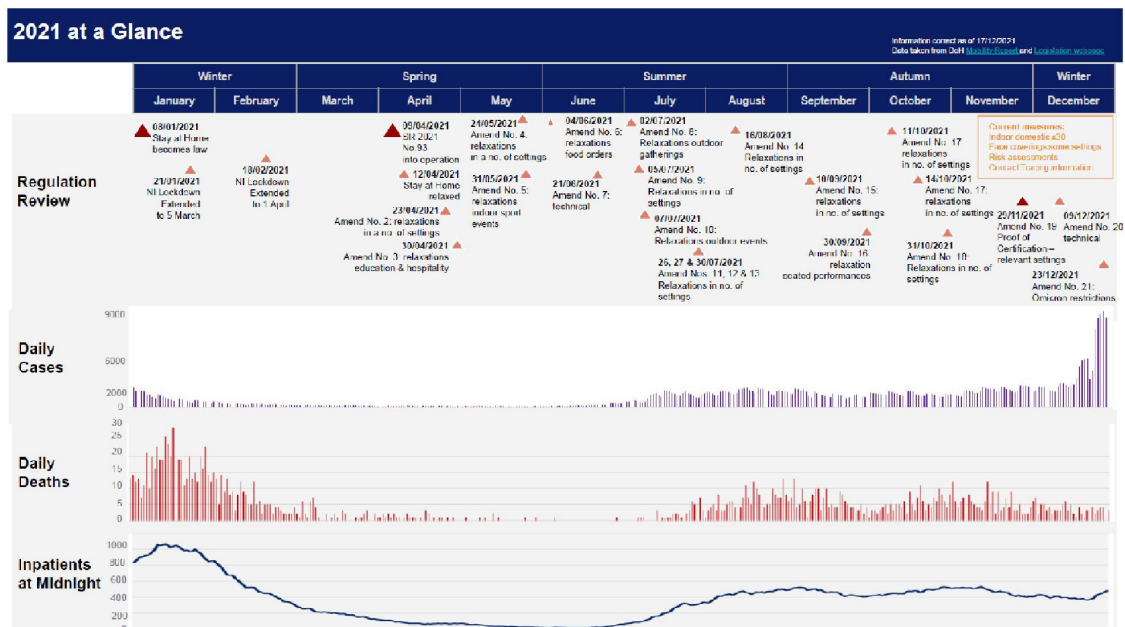 2021 at a Glance
Information correct as of 17/12/2021
Data taken from DoH Mobility Report and Legislation webpage
Winter Spring Summer Autumn Winter
January February March April May June July August September October November December
Regulation
Review
08/01/2021
Stay at Home
becomes law
21/01/2021
NI Lockdown
Extended
to 5 March
18/02/2021
NI Lockdown
Extended
to 1 April
09/04/2021
SR 2021
No.93
into operation
12/04/2021
Stay at Home
relaxed
23/04/2021
Amend No. 2: relaxations
in a no. of settings
30/04/2021
Amend No. 3: relaxations
education & hospitality
24/05/2021
Amend No. 4:
relaxations
in a no. of settings
31/05/2021
Amend No. 5:
relaxations
indoor sport
events
04/06/2021
Amend No. 6:
relaxations
food orders
21/06/2021
Amend No. 7:
technical
02/07/2021
Amend No. 8:
Relaxations outdoor
gatherings
05/07/2021
Amend No. 9:
Relaxations in no. of
settings
07/07/2021
Amend No. 10:
Relaxations outdoor events
26, 27 & 30/07/2021
Amend Nos. 11, 12 & 13
Relaxations in no. of
settings
16/08/2021
Amend No. 14
Relaxations in
no. of settings
10/09/2021
Amend No. 15:
relaxations
in no. of settings
30/09/2021
Amend No. 16:
relaxation
seated performances
11/10/2021
Amend No. 17
relaxations
in no. of settings
14/10/2021
Amend No. 17:
relaxations
in no. of settings
31/10/2021
Amend No. 18:
Relaxations in no. of
settings
Current measures:
Indoor domestic ≤30
Face coverings some settings
Risk assessments
Contact Tracing information
29/11/2021
Amend No. 19
Proof of
Certification –
relevant settings
09/12/2021
Amend No. 20
technical
23/12/2021
Amend No. 21:
Omicron restrictions
Daily
Cases
9000
6000
2000
0
Daily
Deaths
30
25
20
15
10
5
0
Inpatients
at Midnight
1000
800
600
400
200
0